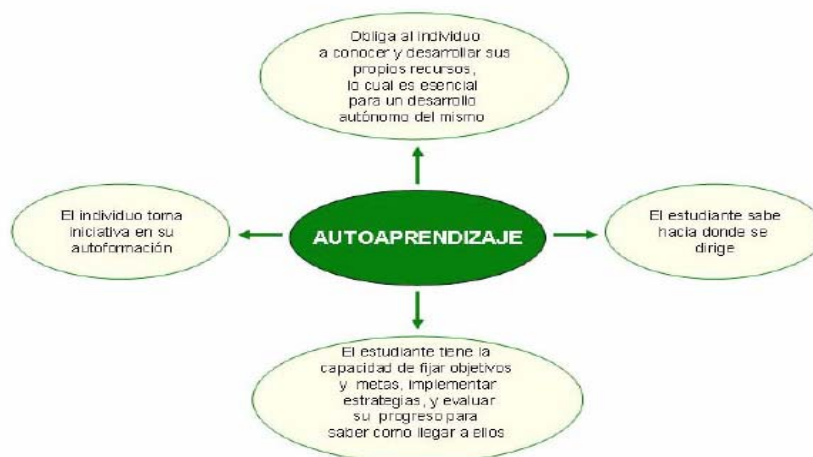 Obliga al individuo
a conocer y desarrollar sus
propios recursos,
lo cual es esencial
para un desarrollo
autónomo del mismo
El individuo toma
iniciativa en su
autoformación
AUTOAPRENDIZAJE
El estudiante sabe
hacia donde se
dirige
El estudiante tiene la
capacidad de fijar objetivos
y metas, implementar
estrategias, y evaluar
su progreso para
saber como llegar a ellos